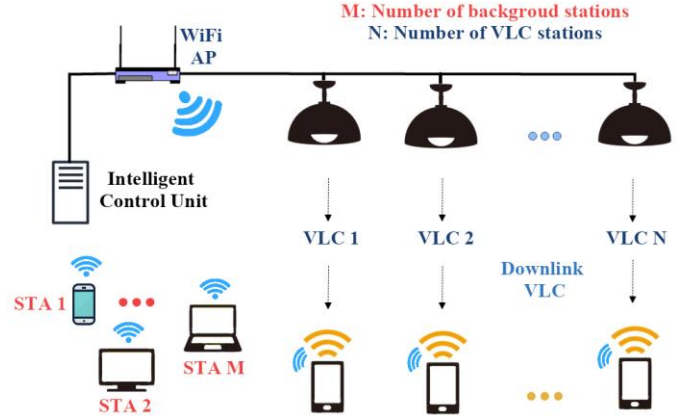 M: Number of backgroud stations
N: Number of VLC stations
WiFi
AP
Intelligent
Control Unit
VLC 1
VLC 2
VLC N
Downlink
VLC
STA 1
STA M
STA 2